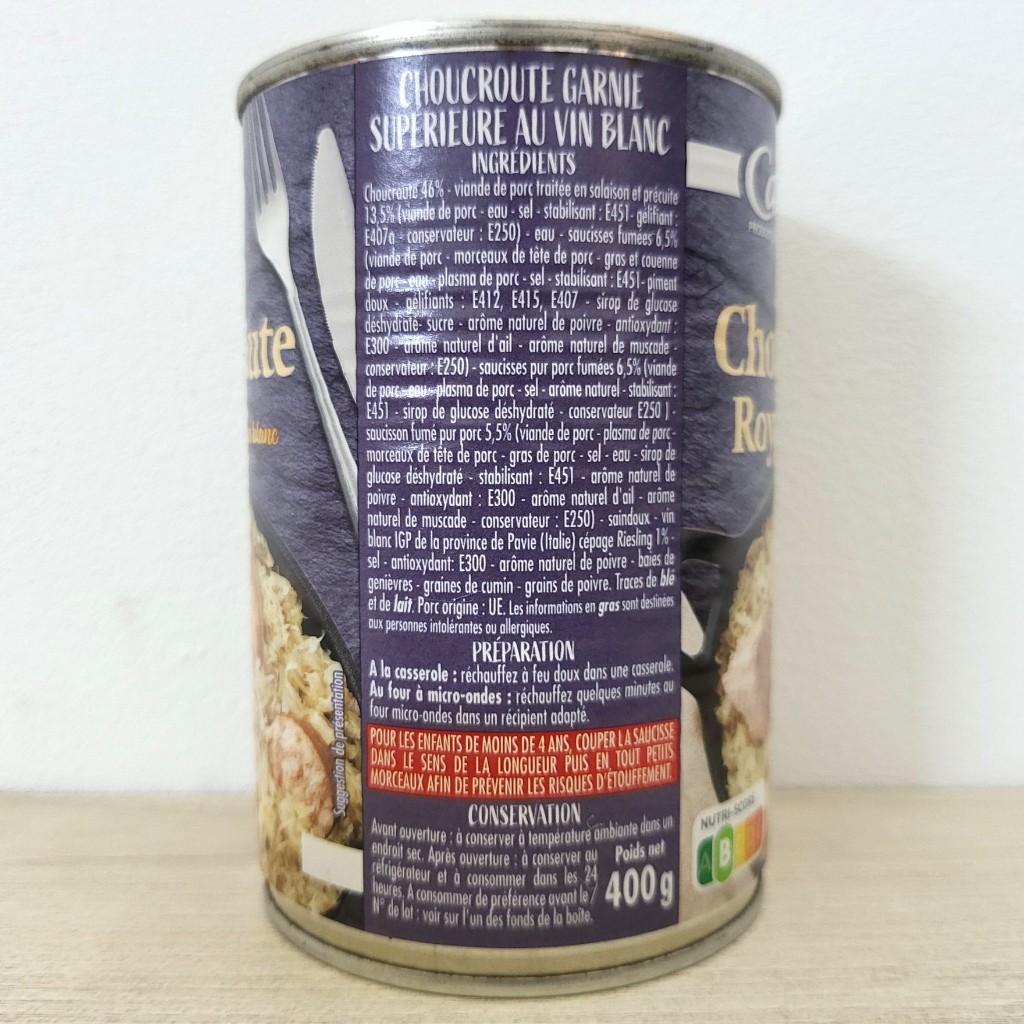 CHOUCROUTE GARNIE
SUPERIEURE AU VIN BLANC
INGRÉDIENTS
Choucroute 46% - viande de porc traitée en salaison et précuite
13,5% (viande de porc - eau - sel - stabilisant : E451- gélifiant :
E407a - conservateur : E250) - eau - saucisses fumées 6,5%
(viande de porc - morceaux de tête de porc - gras et couenne
de porc - eau - plasma de porc - sel - stabilisant : E451- piment
doux - gélifiants : E412, E415, E407 - sirop de glucose
déshydraté- sucre - arôme naturel de poivre - antioxydant :
E300 - arôme naturel d'ail - arôme naturel de muscade -
conservateur : E250) - saucisses pur porc fumées 6,5% (viande
de porc - eau - plasma de porc - sel - arôme naturel - stabilisant :
E451 - sirop de glucose déshydraté - conservateur E250 ) -
saucisson fumé pur porc 5,5% (viande de porc - plasma de porc -
morceaux de tête de porc - gras de porc - sel - eau - sirop de
glucose déshydraté - stabilisant : E451 - arôme naturel de
poivre - antioxydant : E300 - arôme naturel d'ail - arôme
naturel de muscade - conservateur : E250) - saindoux - vin
blanc IGP de la province de Pavie (Italie) cépage Riesling 1% -
sel - antioxydant: E300 - arôme naturel de poivre - baies de
genièvres - graines de cumin - grains de poivre. Traces de blé
et de lait. Porc origine : UE. Les informations en gras sont destinées
aux personnes intolérantes ou allergiques.
PRÉPARATION
A la casserole : réchauffez à feu doux dans une casserole.
Au four à micro-ondes : réchauffez quelques minutes au
four micro-ondes dans un récipient adapté.
POUR LES ENFANTS DE MOINS DE 4 ANS, COUPER LA SAUCISSE
DANS LE SENS DE LA LONGUEUR PUIS EN TOUT PETITS
MORCEAUX AFIN DE PRÉVENIR LES RISQUES D'ÉTOUFFEMENT.
CONSERVATION
Avant ouverture : à conserver à température ambiante dans un
endroit sec. Après ouverture : à conserver au
réfrigérateur et à consommer dans les 24
heures. A consommer de préférence avant le /
N° de lot : voir sur l'un des fonds de la boîte.
Poids net
400g
Suggestion de présentation
ute
blanc
Ca
Cho
Roy
NUTRI-SCORE
A B